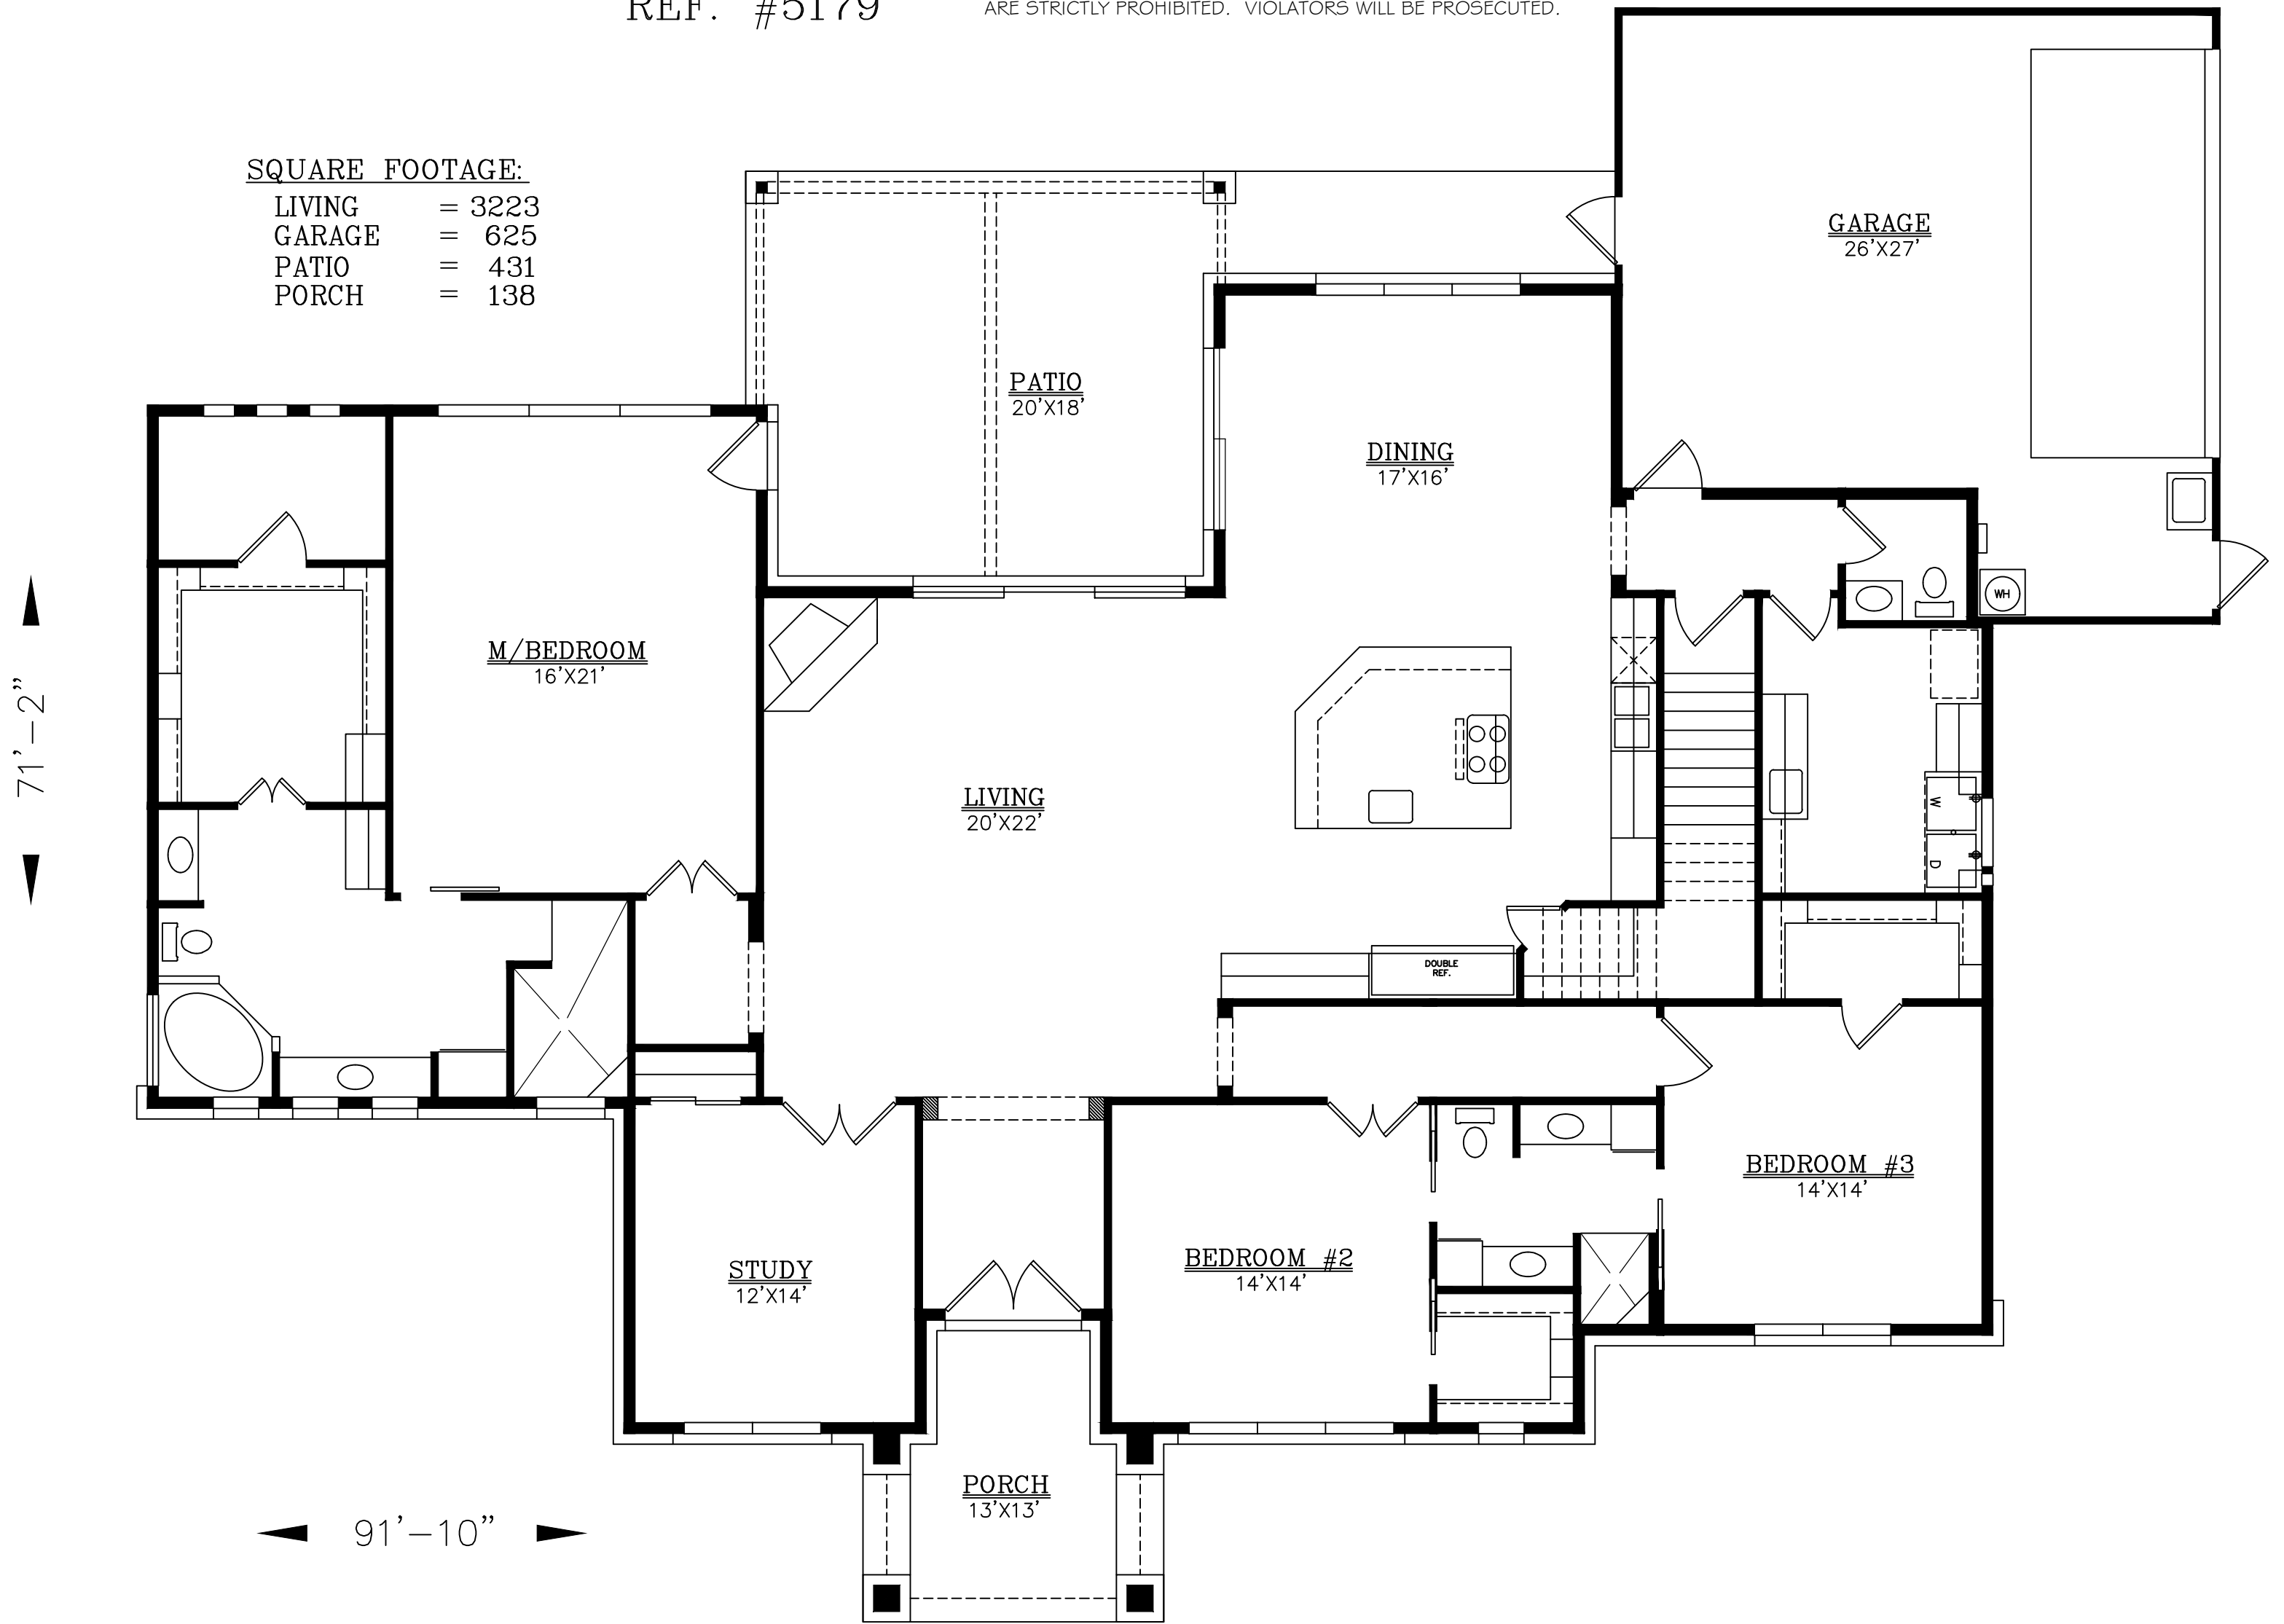 REF. #5179
ARE STRICTLY PROHIBITED. VIOLATORS WILL BE PROSECUTED.
SQUARE FOOTAGE:
LIVING = 3223
GARAGE = 625
PATIO = 431
PORCH = 138
GARAGE
26'X27'
PATIO
20'X18'
DINING
17'X16'
WH
M/BEDROOM
16'X21'
71'-2"
LIVING
20'X22'
W
D
DOUBLE
REF.
BEDROOM #3
14'X14'
BEDROOM #2
14'X14'
STUDY
12'X14'
PORCH
13'X13'
91'-10"